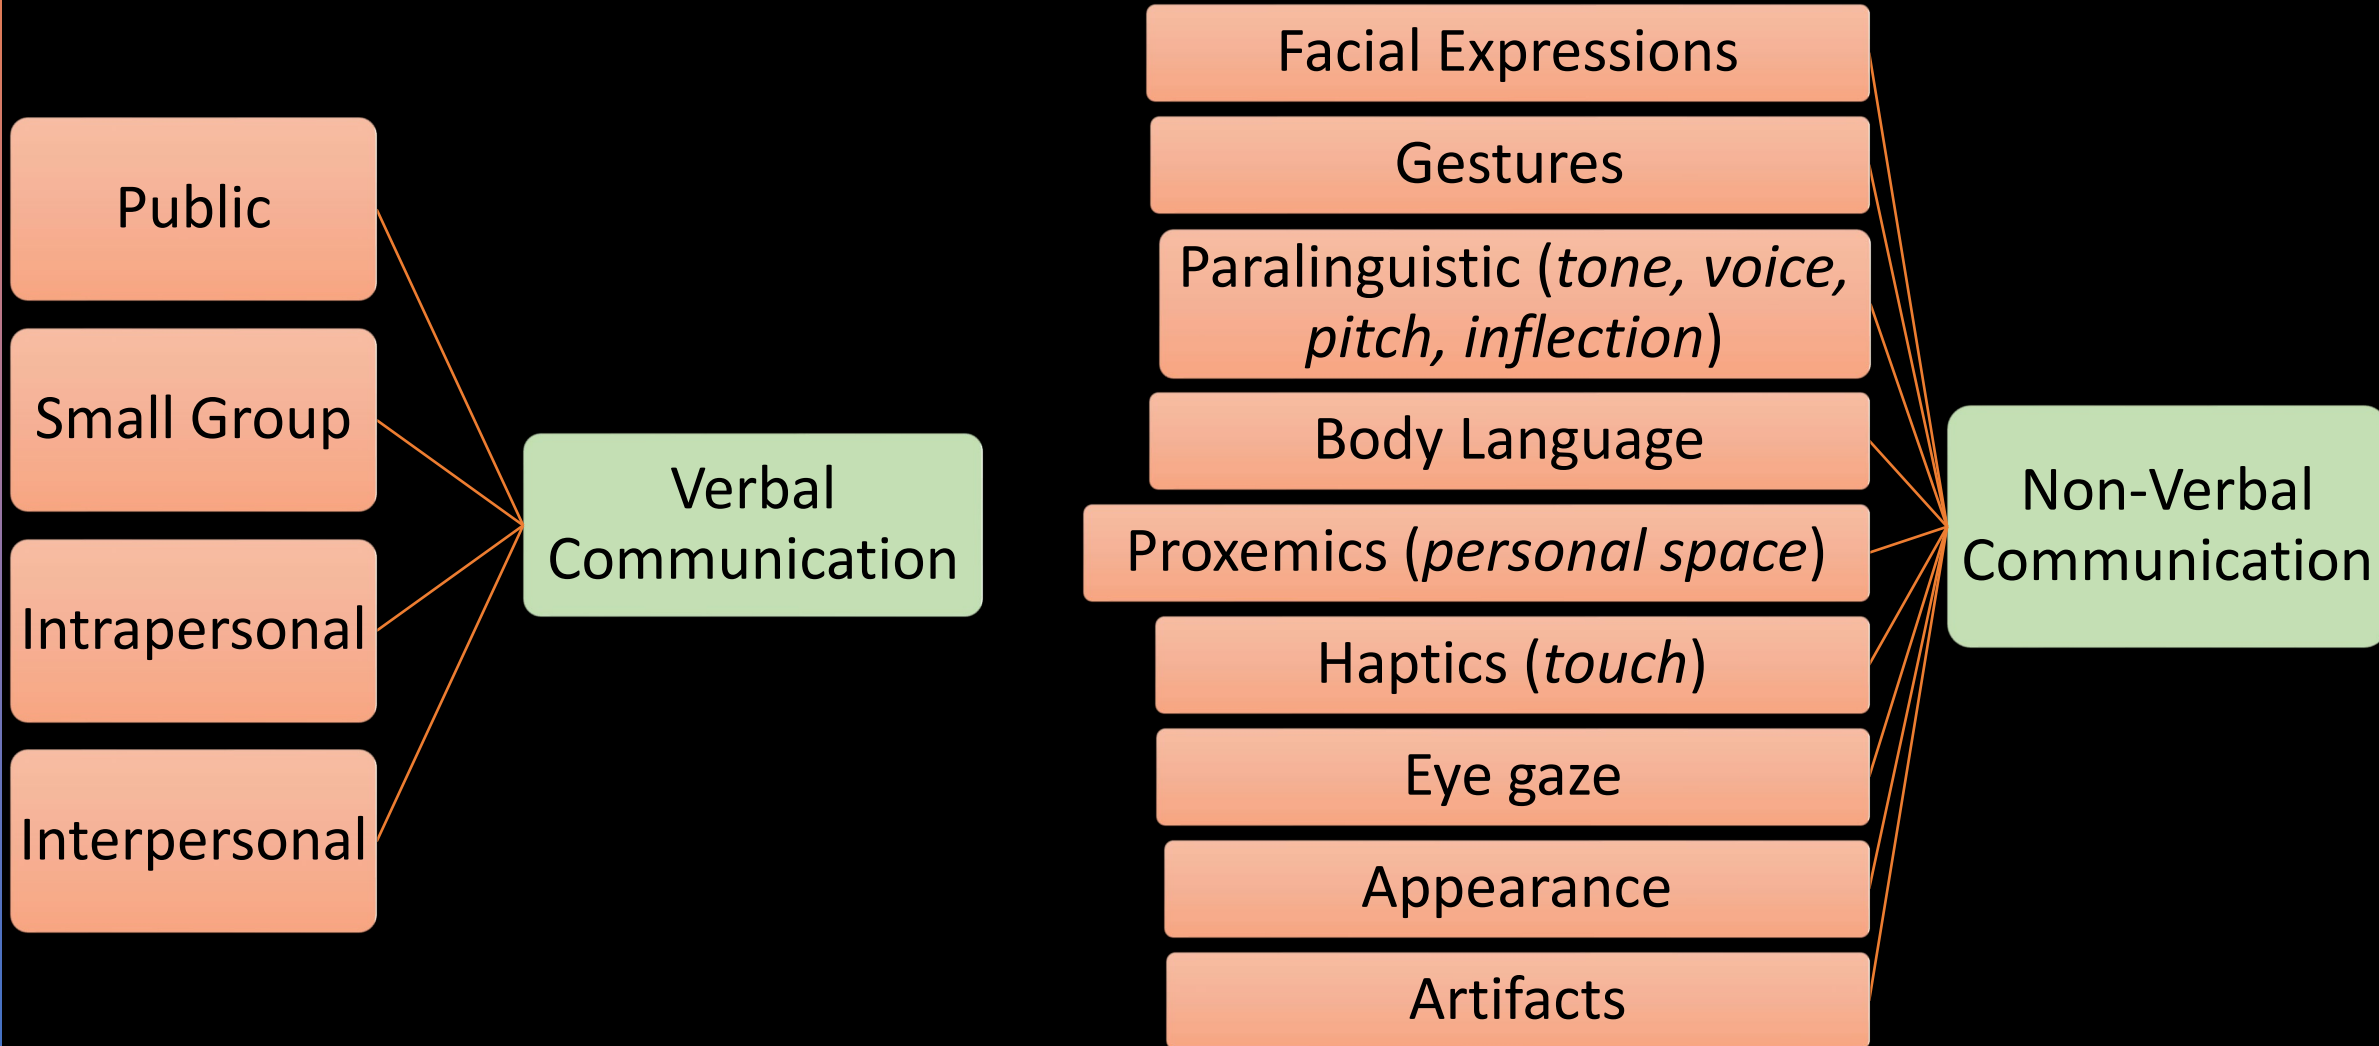 Public
Small Group
Intrapersonal
Interpersonal
Verbal
Communication
Facial Expressions
Gestures
Paralinguistic (tone, voice,
pitch, inflection)
Body Language
Proxemics (personal space)
Haptics (touch)
Eye gaze
Appearance
Artifacts
Non-Verbal
Communication